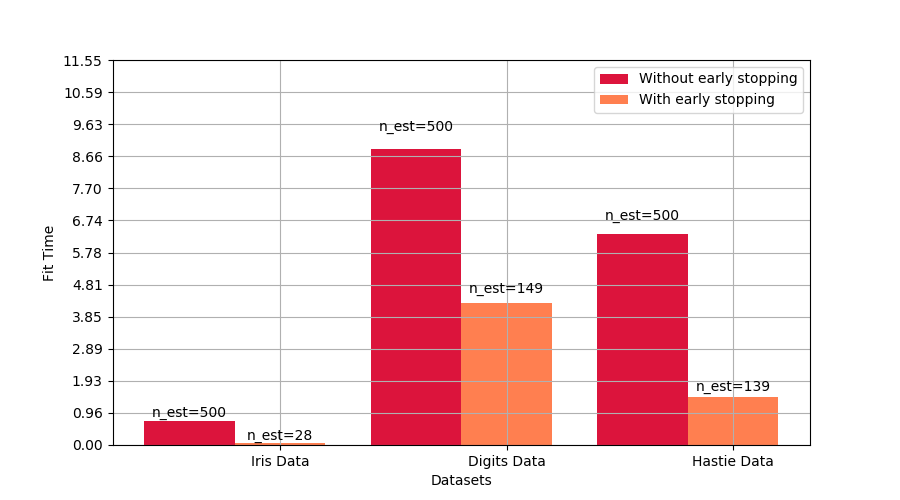 11.55
10.59
9.63
8.66
7.70
6.74
5.78
4.81
3.85
2.89
1.93
0.96
0.00
Fit Time
Without early stopping
With early stopping
n_est=500
n_est=28
n_est=500
n_est=149
n_est=500
n_est=139
Iris Data
Digits Data
Hastie Data
Datasets